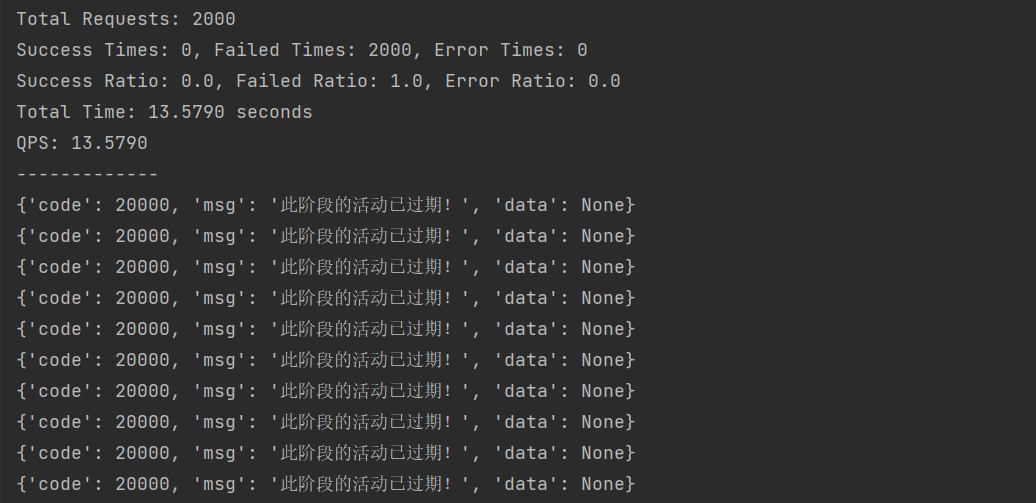 Total Requests: 2000
Success Times: 0, Failed Times: 2000, Error Times: 0
Success Ratio: 0.0, Failed Ratio: 1.0, Error Ratio: 0.0
Total Time: 13.5790 seconds
QPS: 13.5790
-------------
{'code': 20000, 'msg': '此阶段的活动已过期！', 'data': None}
{'code': 20000, 'msg': '此阶段的活动已过期！', 'data': None}
{'code': 20000, 'msg': '此阶段的活动已过期！', 'data': None}
{'code': 20000, 'msg': '此阶段的活动已过期！', 'data': None}
{'code': 20000, 'msg': '此阶段的活动已过期！', 'data': None}
{'code': 20000, 'msg': '此阶段的活动已过期！', 'data': None}
{'code': 20000, 'msg': '此阶段的活动已过期！', 'data': None}
{'code': 20000, 'msg': '此阶段的活动已过期！', 'data': None}
{'code': 20000, 'msg': '此阶段的活动已过期！', 'data': None}
{'code': 20000, 'msg': '此阶段的活动已过期！', 'data': None}